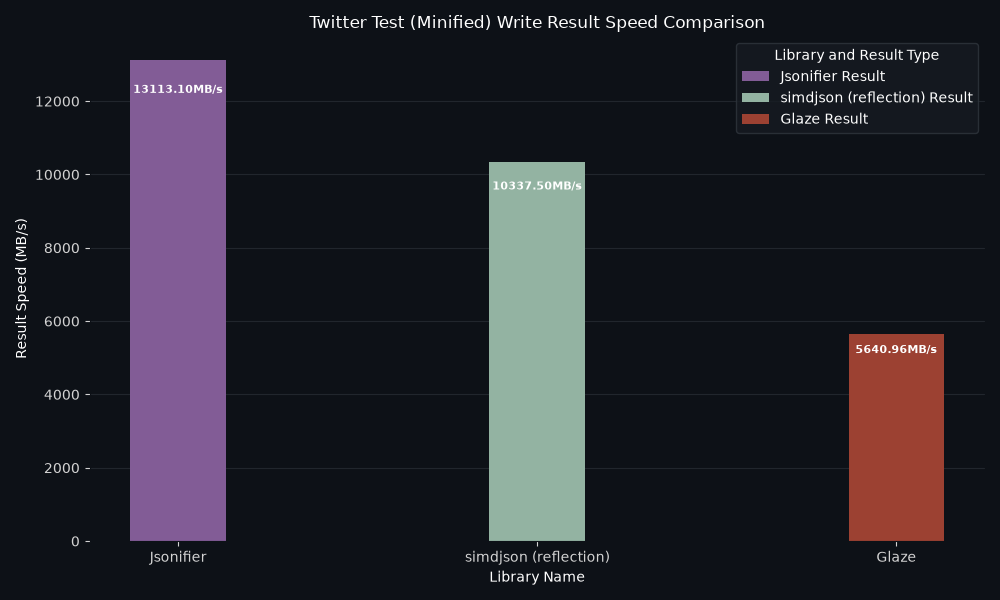 Twitter Test (Minified) Write Result Speed Comparison
Library and Result Type
Jsonifier Result
simdjson (reflection) Result
Glaze Result
Result Speed (MB/s)
12000
10000
8000
6000
4000
2000
0
13113.10MB/s
10337.50MB/s
5640.96MB/s
Jsonifier
simdjson (reflection)
Glaze
Library Name